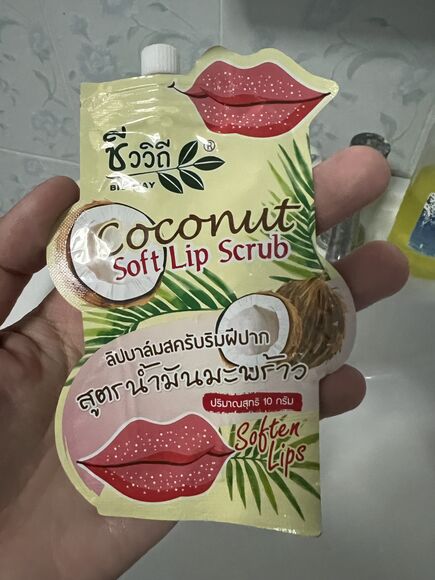 ชีววิถี®
Coconut
Soft Lip Scrub
ลิปบาล์มสครับริมฝีปาก
สูตรน้ำมันมะพร้าว
ปริมาณสุทธิ 10 กรัม
Soften
Lips